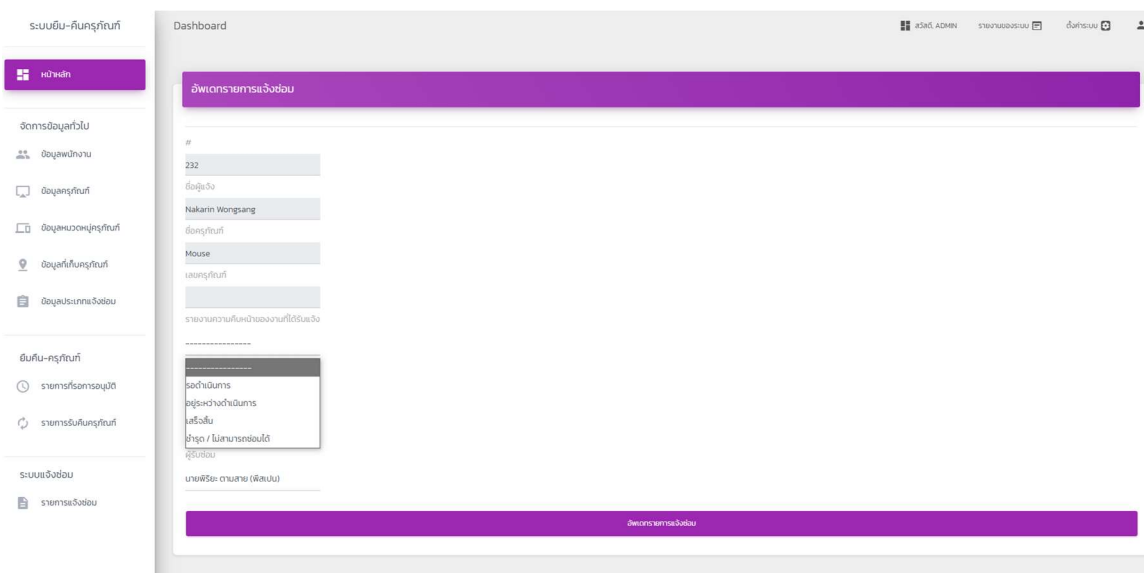 ระบบยืม-คืนครุภัณฑ์
Dashboard
สวัสดี, ADMIN
รายงานของระบบ
ตั้งค่าระบบ
หน้าหลัก
อัพเดทรายการแจ้งซ่อม
จัดการข้อมูลทั่วไป
ข้อมูลพนักงาน
ข้อมูลครุภัณฑ์
ข้อมูลหมวดหมู่ครุภัณฑ์
ข้อมูลที่เก็บครุภัณฑ์
ข้อมูลประเภทแจ้งซ่อม
ยืมคืน-ครุภัณฑ์
รายการที่รอการอนุมัติ
รายการรับคืนครุภัณฑ์
ระบบแจ้งซ่อม
รายการแจ้งซ่อม
#
232
ชื่อผู้แจ้ง
Nakarin Wongsang
ชื่อครุภัณฑ์
Mouse
เลขครุภัณฑ์
รายงานความคืบหน้าของงานที่ได้รับแจ้ง
----------------
----------------
รอดำเนินการ
อยู่ระหว่างดำเนินการ
เสร็จสิ้น
ชำรุด / ไม่สามารถซ่อมได้
ผู้รับซ่อม
นายพีริยะ ตามสาย (พีสเปน)
อัพเดทรายการแจ้งซ่อม